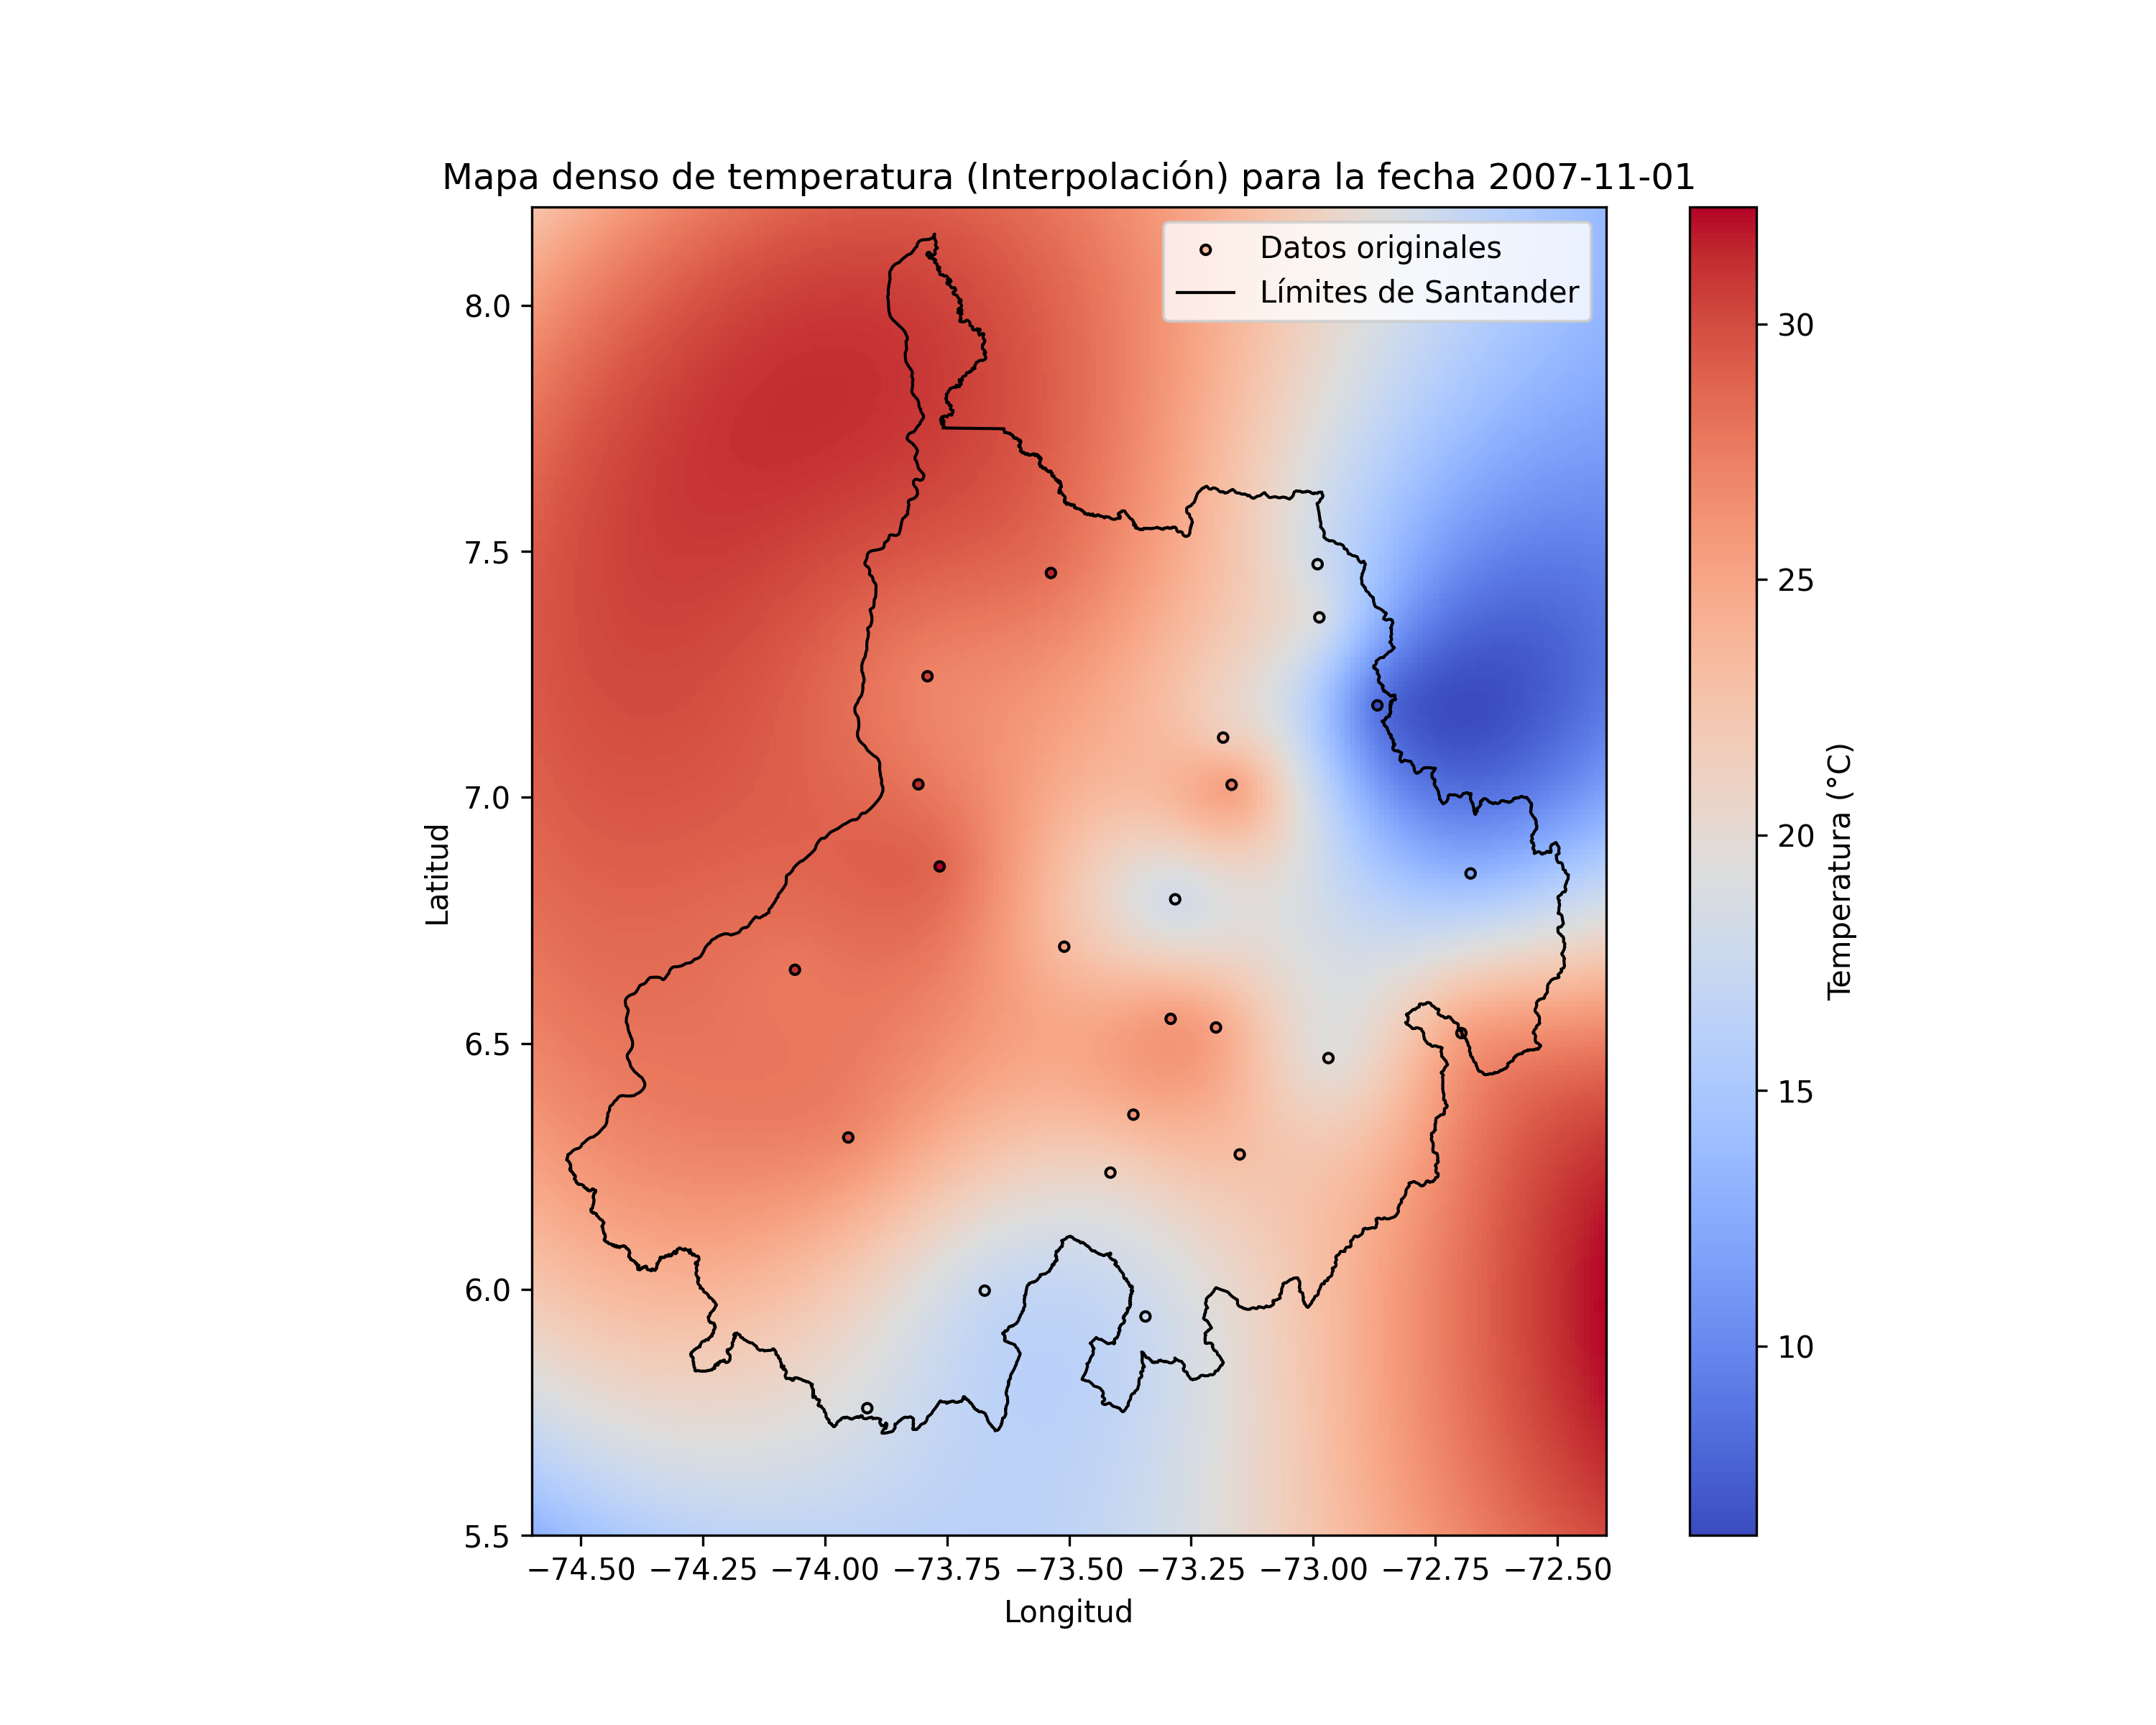 Mapa denso de temperatura (Interpolación) para la fecha 2007-11-01
Datos originales
Límites de Santander
8.0
7.5
7.0
6.5
6.0
5.5
Latitud
−74.50 −74.25 −74.00 −73.75 −73.50 −73.25 −73.00 −72.75 −72.50
Longitud
30
25
20
15
10
Temperatura (°C)